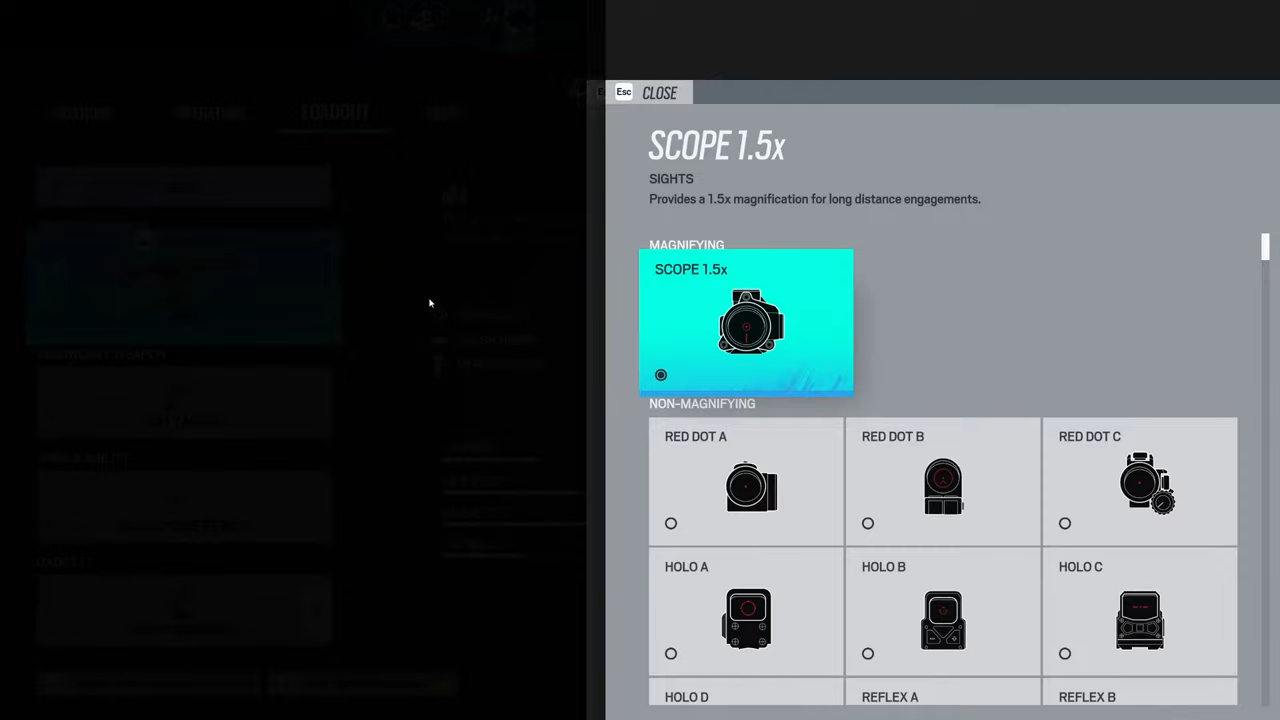 Esc CLOSE
LOADOUT
SCOPE 1.5x
SIGHTS
Provides a 1.5x magnification for long distance engagements.
MAGNIFYING
SCOPE 1.5x
NON-MAGNIFYING
RED DOT A
RED DOT B
RED DOT C
HOLO A
HOLO B
HOLO C
HOLO D
REFLEX A
REFLEX B